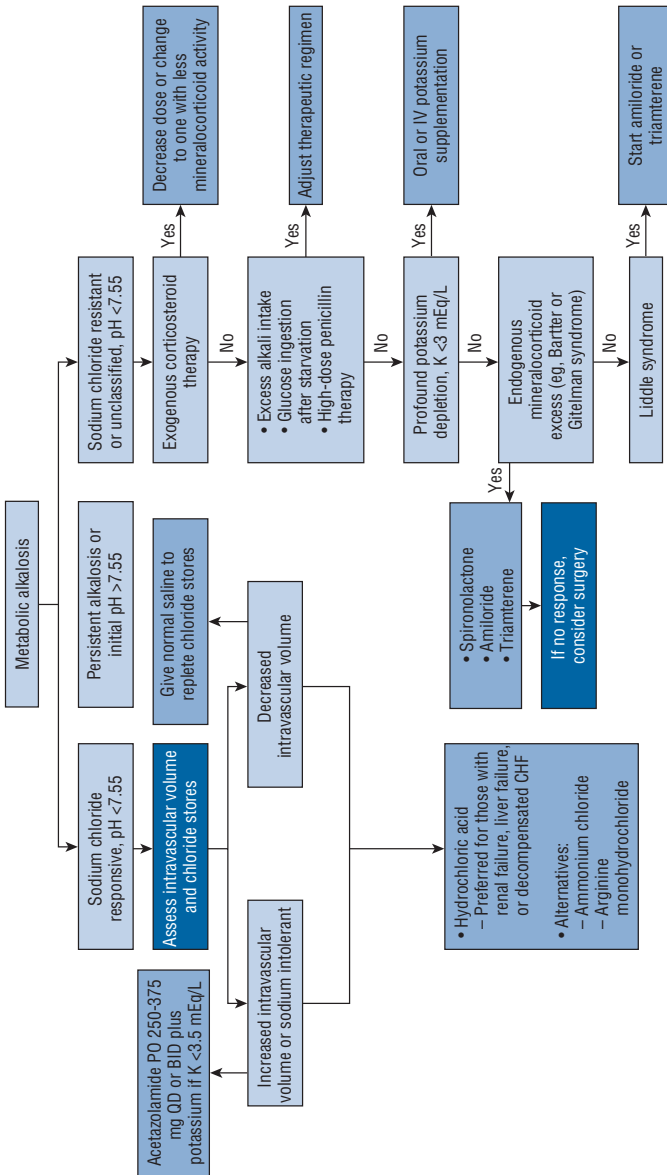 Metabolic alkalosis
Sodium chloride
responsive, pH <7.55
Persistent alkalosis or
initial pH >7.55
Sodium chloride resistant
or unclassified, pH <7.55
Acetazolamide PO 250-375
mg QD or BID plus
potassium if K <3.5 mEq/L
Assess intravascular volume
and chloride stores
Give normal saline to
replete chloride stores
Increased intravascular
volume or sodium intolerant
Decreased
intravascular volume
• Hydrochloric acid
– Preferred for those with
renal failure, liver failure,
or decompensated CHF
• Alternatives:
– Ammonium chloride
– Arginine
monohydrochloride
Exogenous corticosteroid
therapy
Yes
Decrease dose or change
to one with less
mineralocorticoid activity
No
• Excess alkali intake
• Glucose ingestion
after starvation
• High-dose penicillin
therapy
Yes
Adjust therapeutic regimen
No
Profound potassium
depletion, K <3 mEq/L
Yes
Oral or IV potassium
supplementation
No
Endogenous
mineralocorticoid
excess (eg, Bartter or
Gitelman syndrome)
Yes
• Spironolactone
• Amiloride
• Triamterene
If no response,
consider surgery
No
Liddle syndrome
Yes
Start amiloride or
triamterene